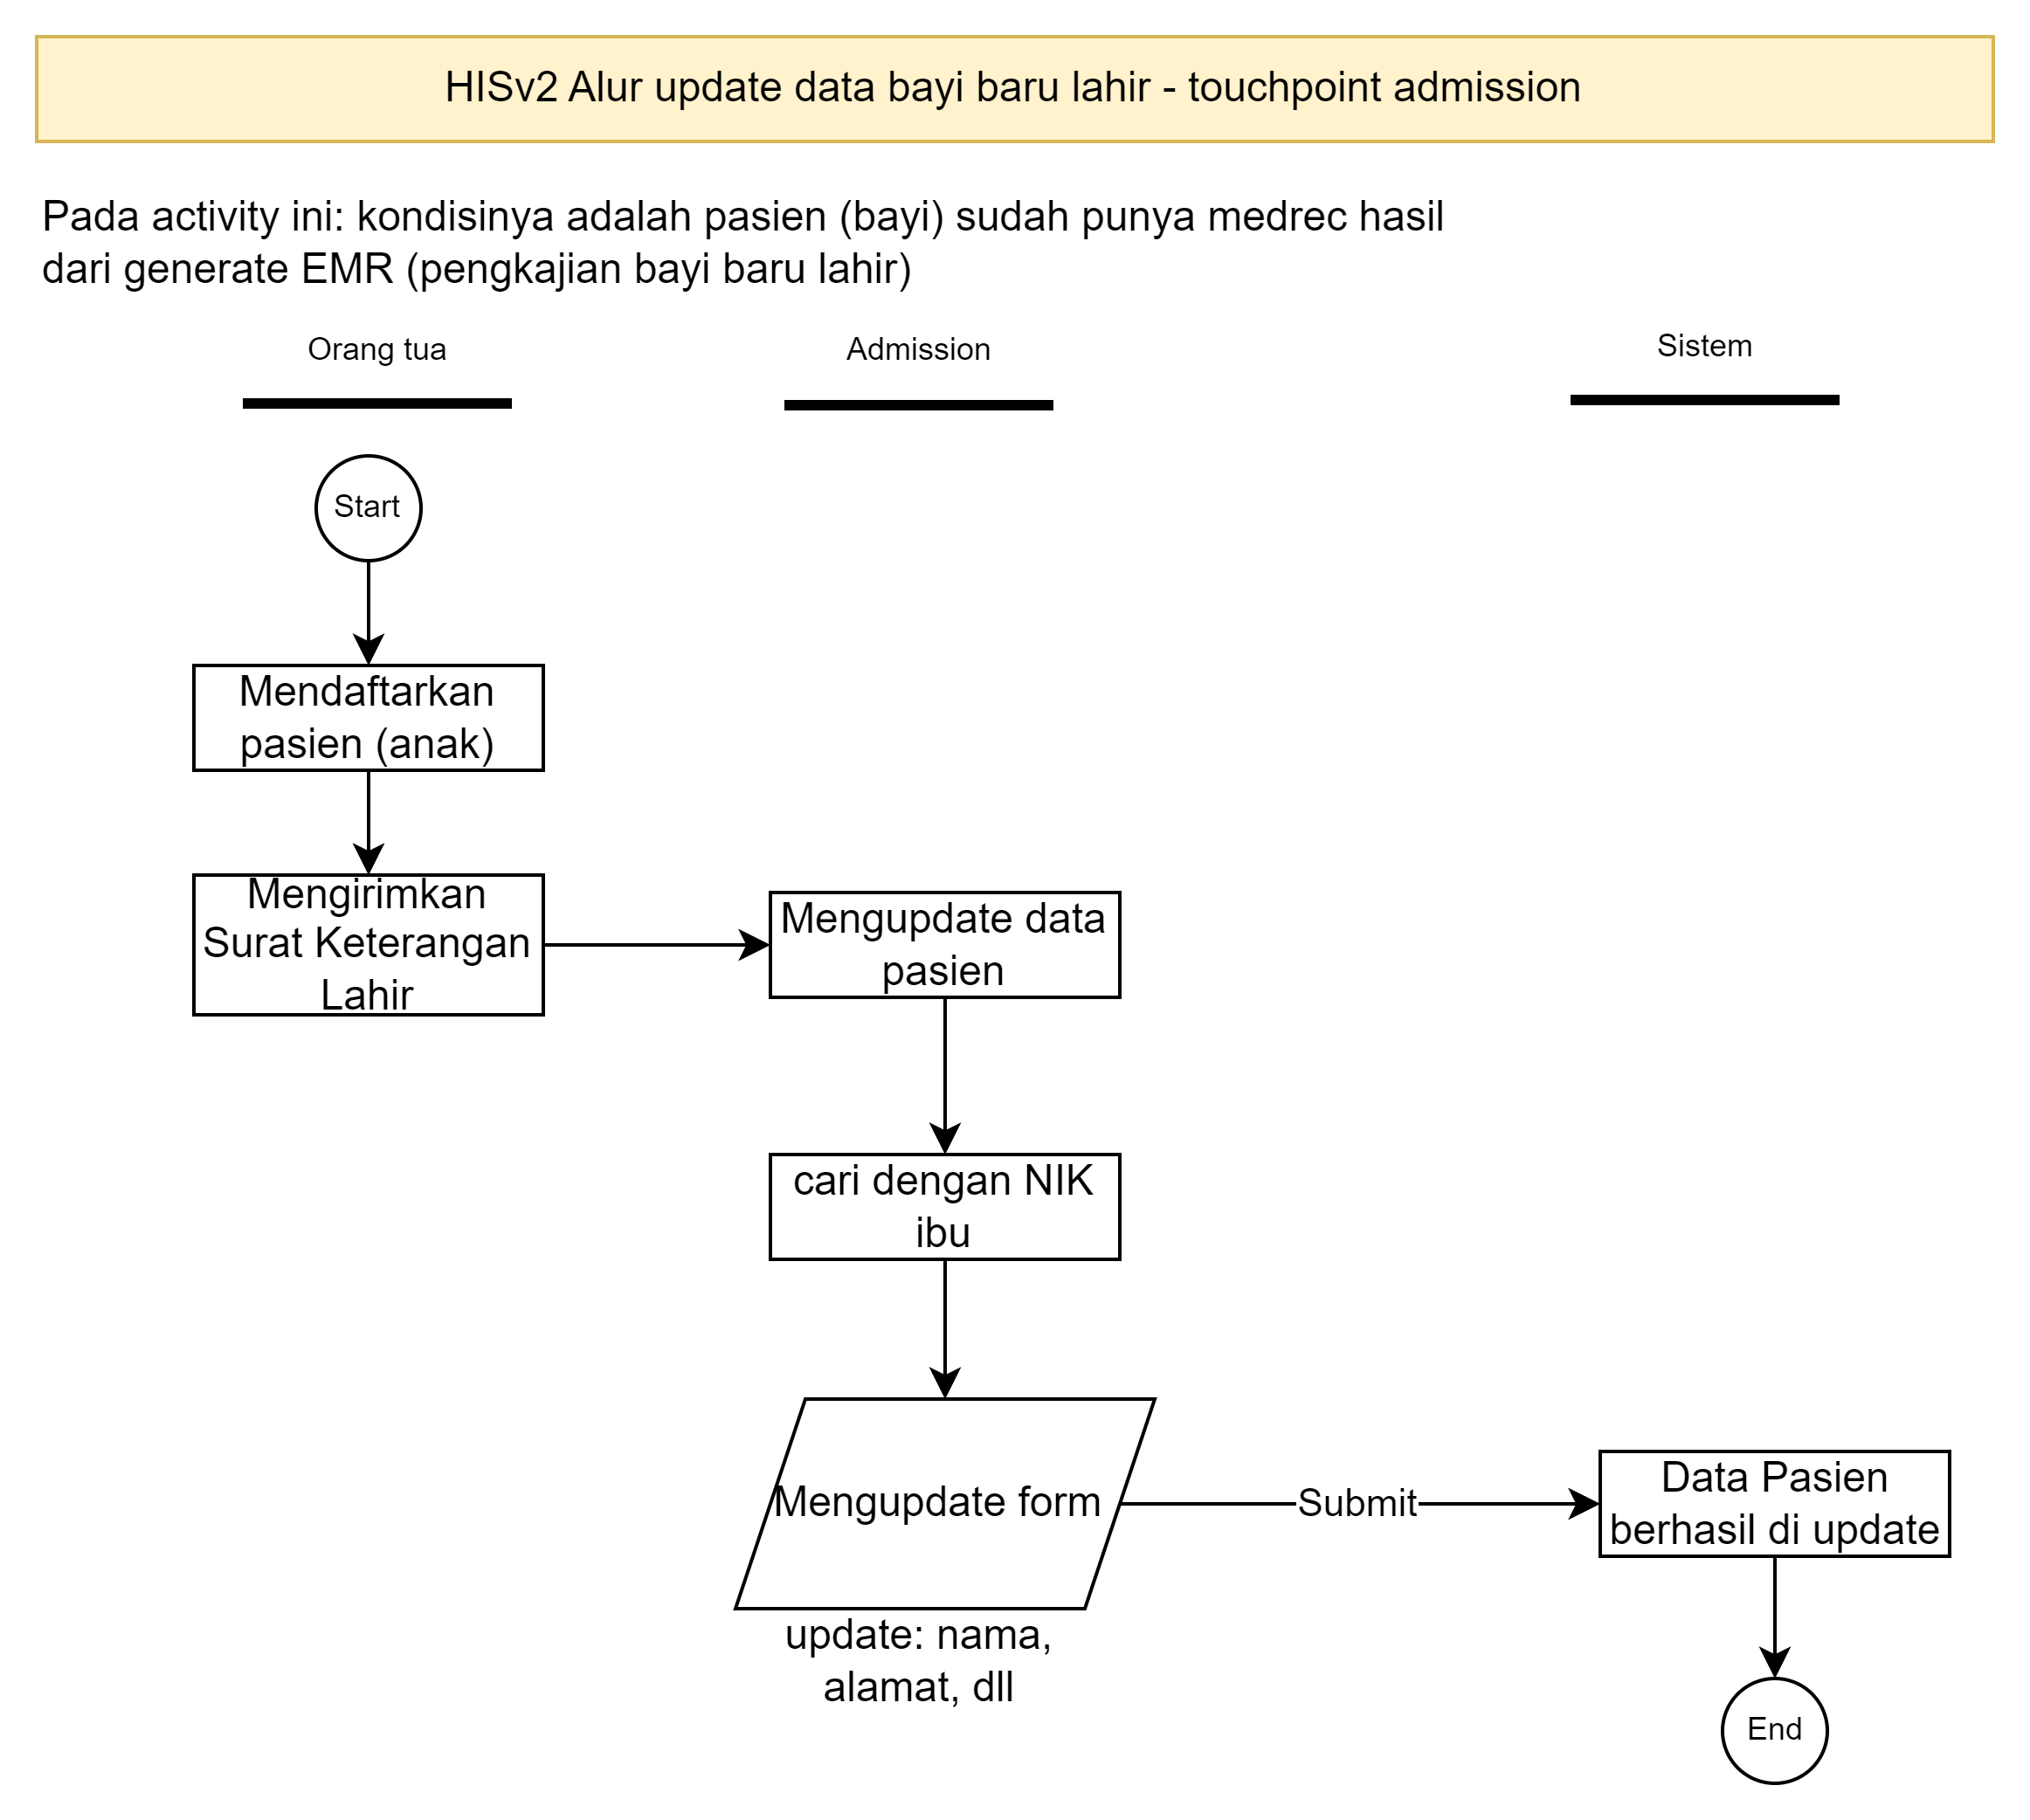 HISv2 Alur update data bayi baru lahir - touchpoint admission
Pada activity ini: kondisinya adalah pasien (bayi) sudah punya medrec hasil
dari generate EMR (pengkajian bayi baru lahir)
Orang tua
Admission
Sistem
Start
Mendaftarkan
pasien (anak)
Mengirimkan
Surat Keterangan
Lahir
Mengupdate data
pasien
cari dengan NIK
ibu
Mengupdate form
Submit
Data Pasien
berhasil di update
update: nama,
alamat, dll
End